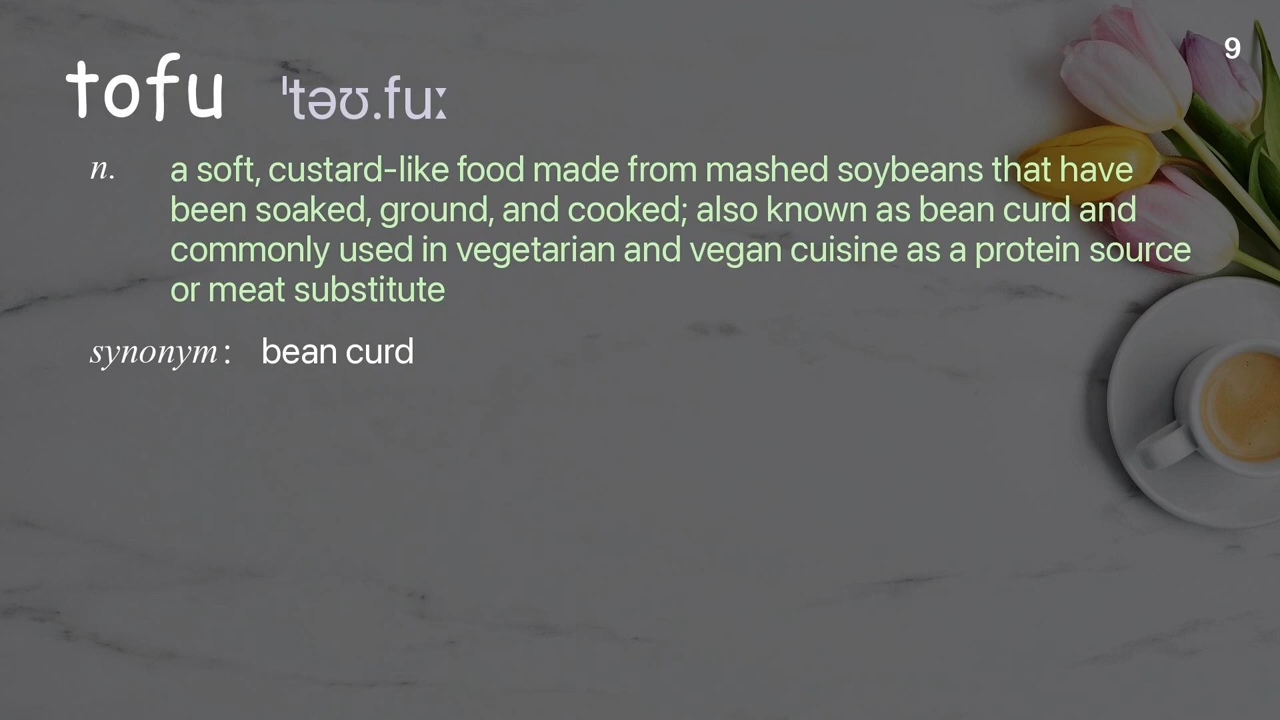 9
tofu ˈtəʊ.fuː
n. a soft, custard-like food made from mashed soybeans that have
been soaked, ground, and cooked; also known as bean curd and
commonly used in vegetarian and vegan cuisine as a protein source
or meat substitute
synonym: bean curd